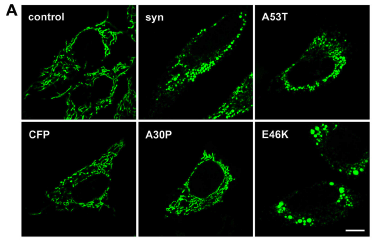 A
control
syn
A53T
CFP
A30P
E46K